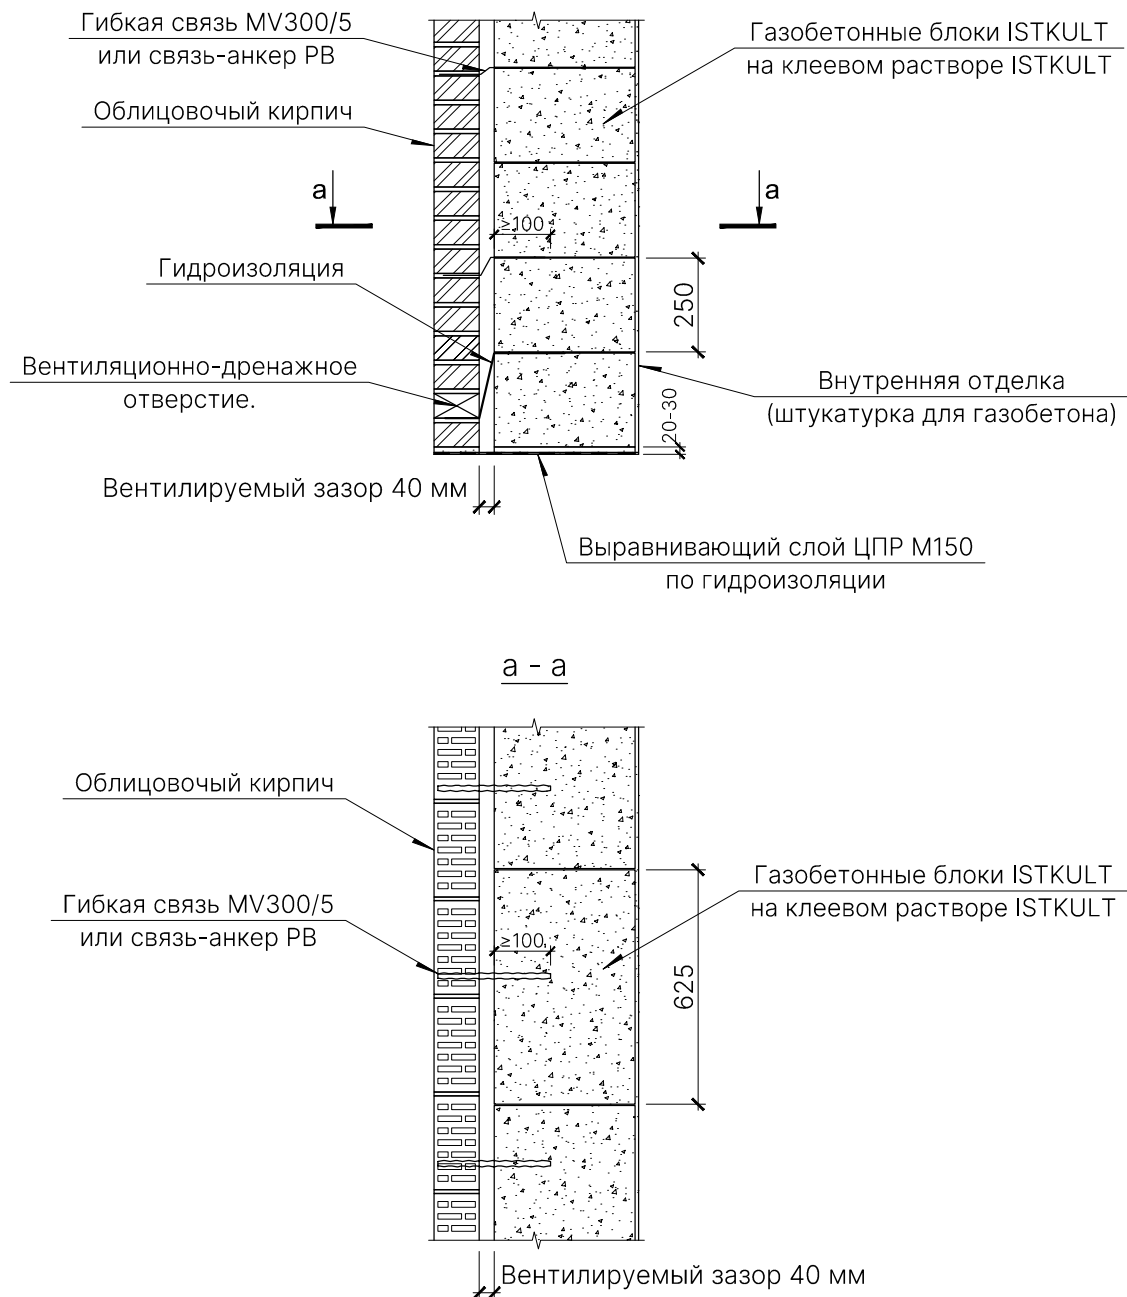 Гибкая связь MV300/5
или связь-анкер PB
Газобетонные блоки ISTKULT
на клеевом растворе ISTKULT
Облицовочый кирпич
а
а
≥100
Гидроизоляция
250
Вентиляционно-дренажное
отверстие.
Внутренняя отделка
(штукатурка для газобетона)
20-30
Вентилируемый зазор 40 мм
Выравнивающий слой ЦПР М150
по гидроизоляции
а - а
Облицовочый кирпич
Газобетонные блоки ISTKULT
на клеевом растворе ISTKULT
Гибкая связь MV300/5
или связь-анкер PB
≥100
625
Вентилируемый зазор 40 мм